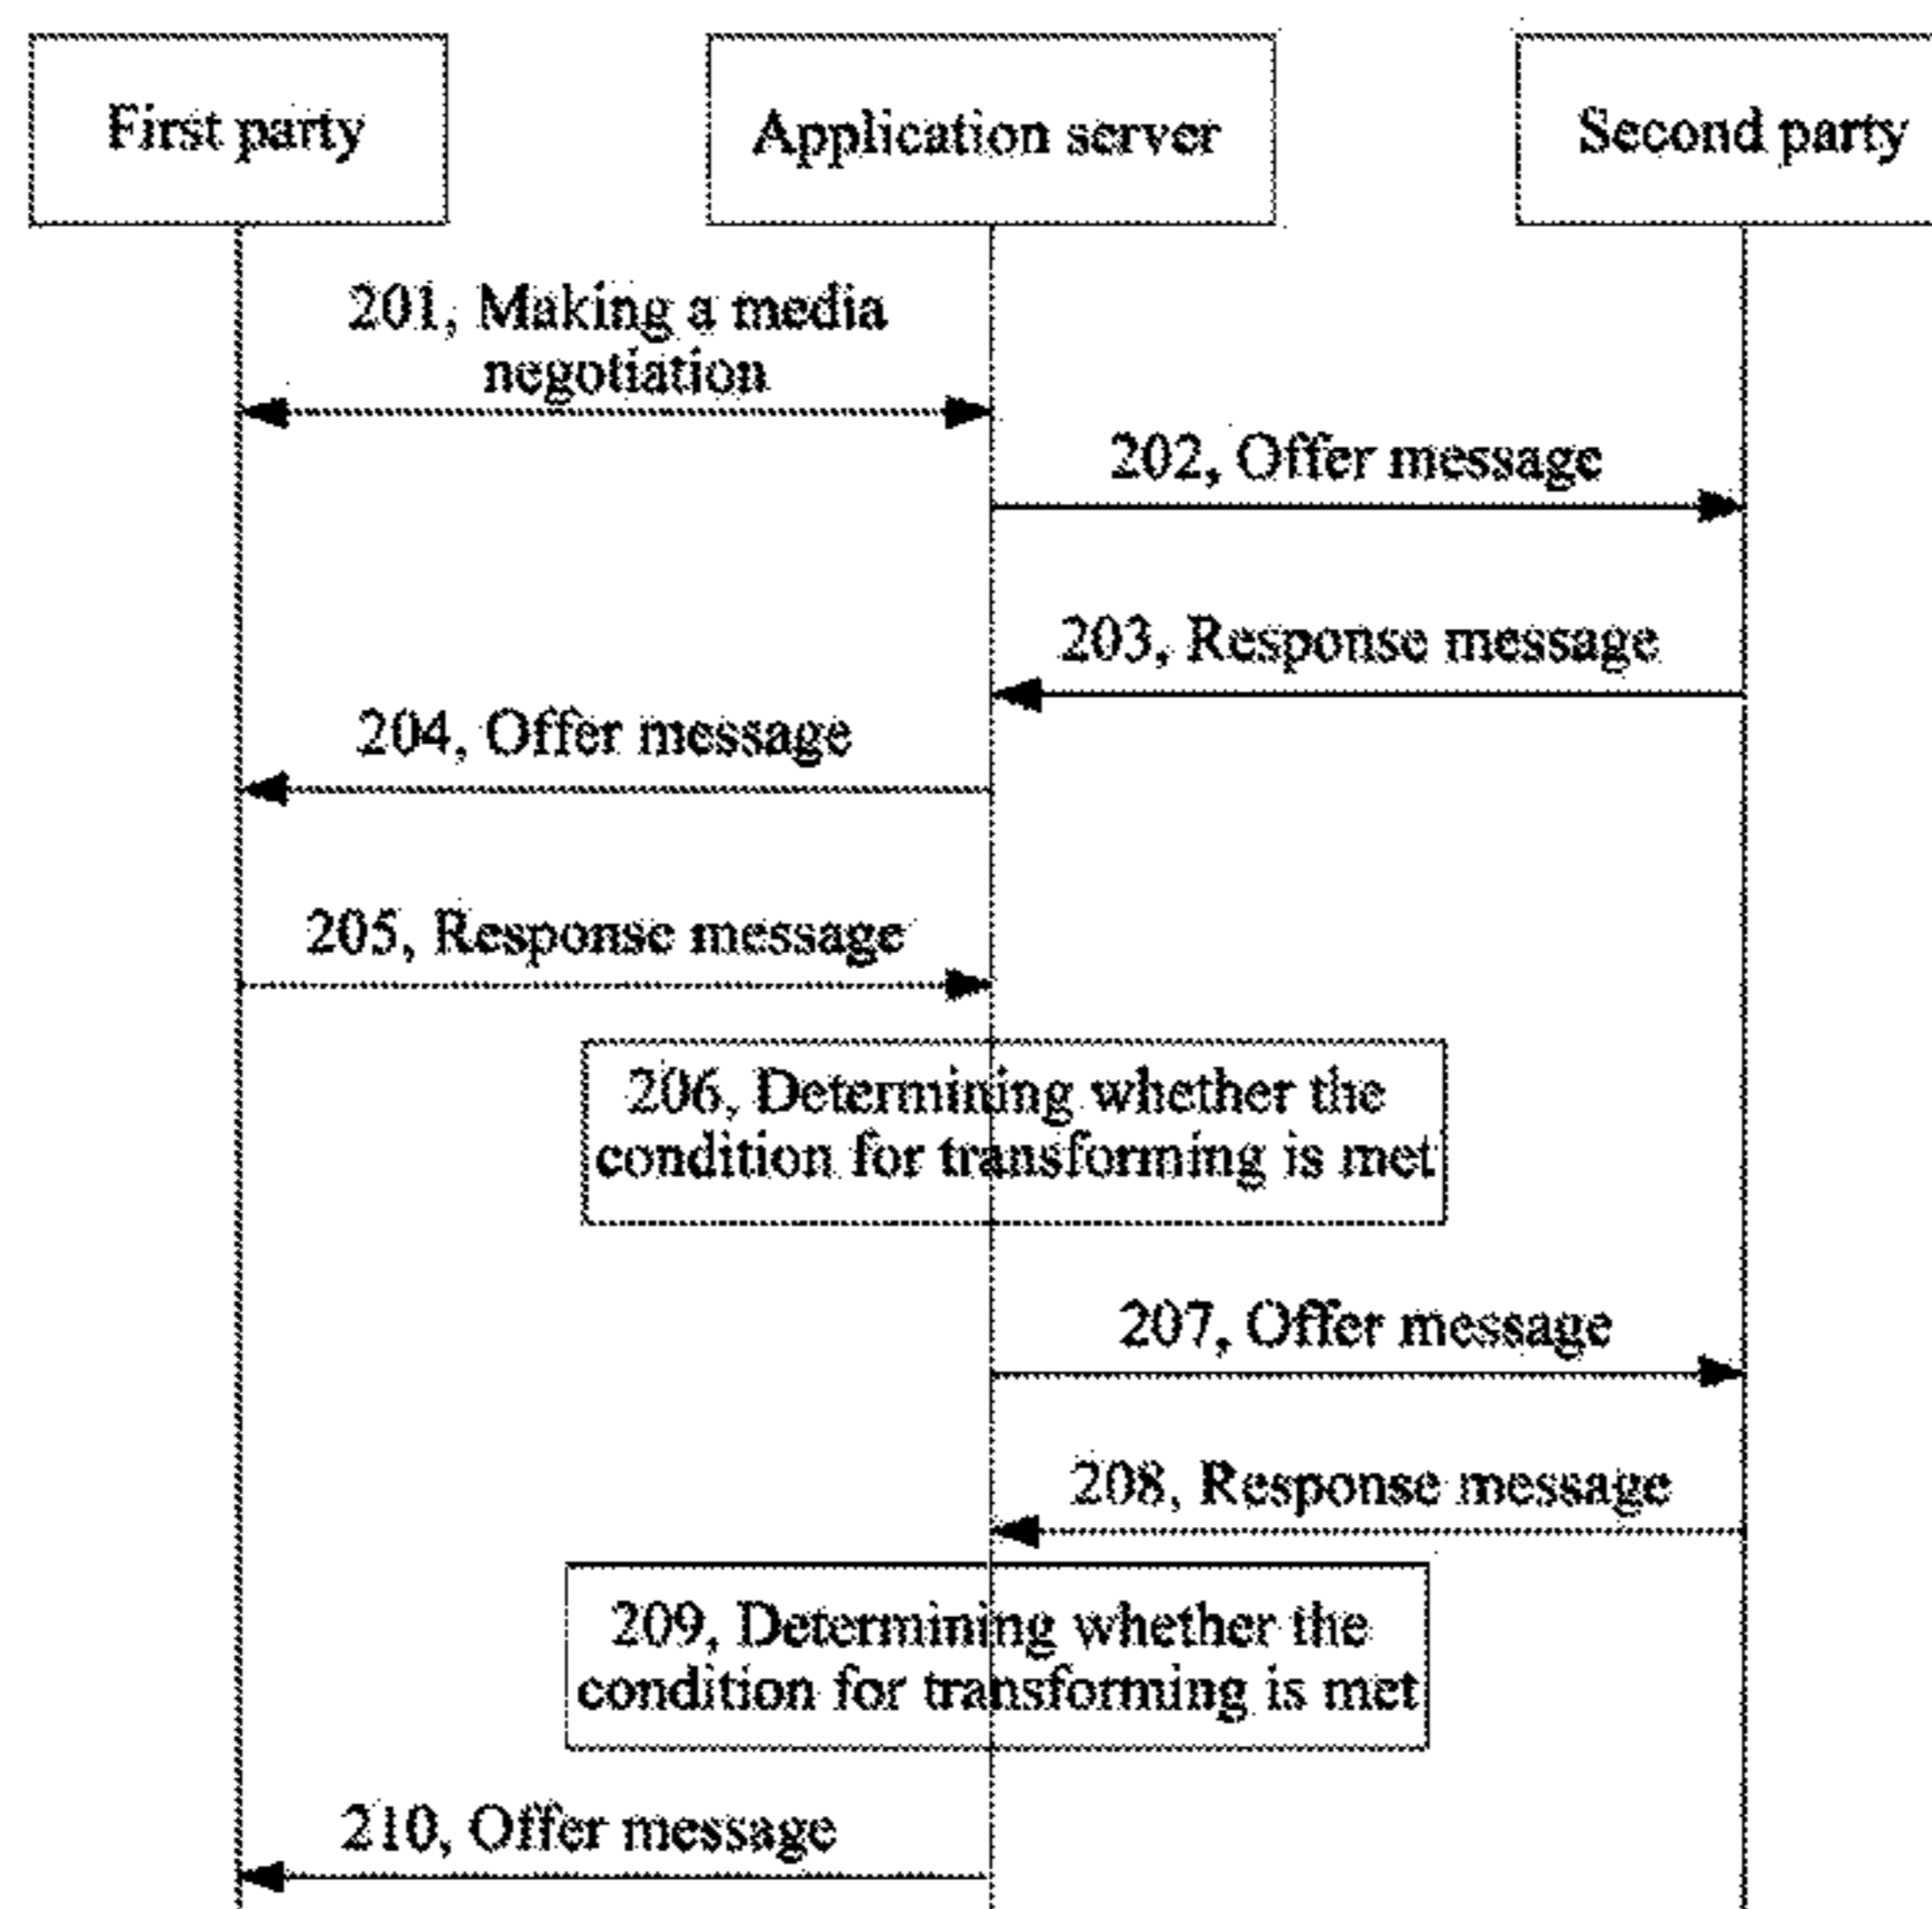 First party
Application server
Second party
201, Making a media
negotiation
202, Offer message
203, Response message
204, Offer message
205, Response message
206, Determining whether the
condition for transforming is met
207, Offer message
208, Response message
209, Determining whether the
condition for transforming is met
210, Offer message